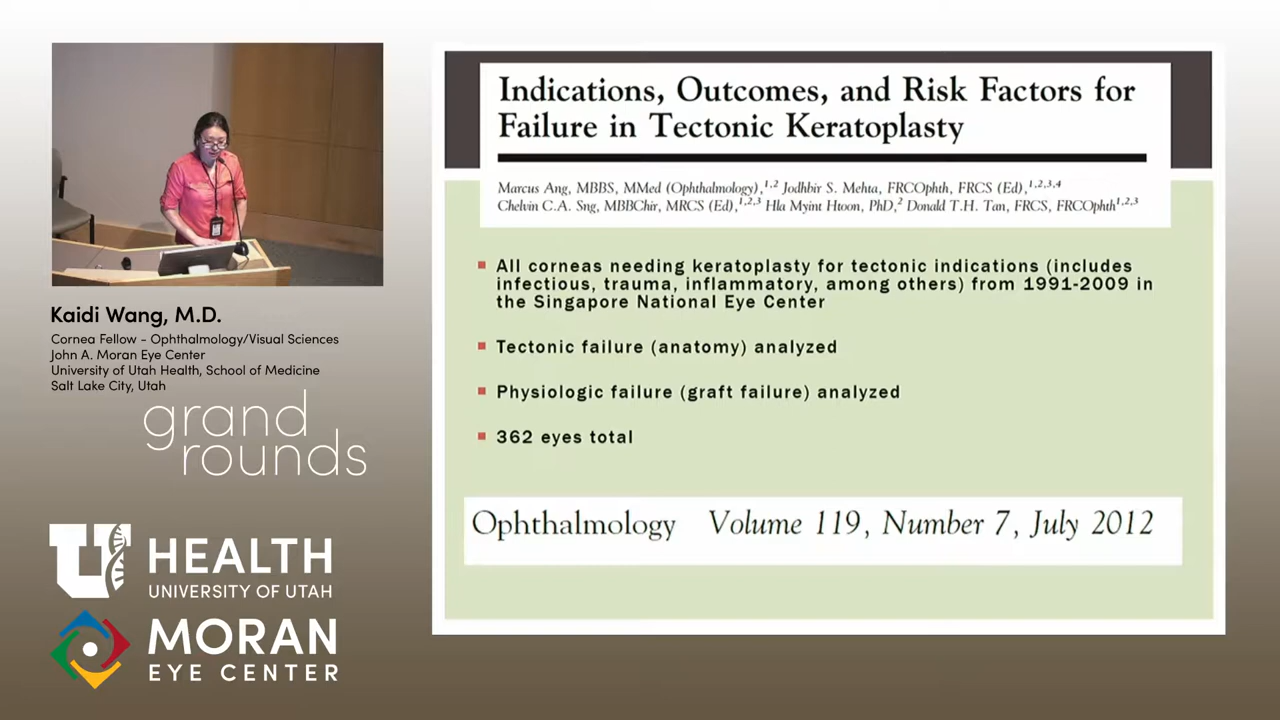 Indications, Outcomes, and Risk Factors for
Failure in Tectonic Keratoplasty
Marcus Ang, MBBS, MMed (Ophthalmology),1,2 Jodhbir S. Mehta, FRCOphth, FRCS (Ed),1,2,3,4
Chelvin C.A. Sng, MBBChir, MRCS (Ed),1,2,3 Hla Myint Htoon, PhD,2 Donald T.H. Tan, FRCS, FRCOphth1,2,3
All corneas needing keratoplasty for tectonic indications (includes
infectious, trauma, inflammatory, among others) from 1991-2009 in
the Singapore National Eye Center
Tectonic failure (anatomy) analyzed
Physiologic failure (graft failure) analyzed
362 eyes total
Ophthalmology Volume 119, Number 7, July 2012
Kaidi Wang, M.D.
Cornea Fellow - Ophthalmology/Visual Sciences
John A. Moran Eye Center
University of Utah Health, School of Medicine
Salt Lake City, Utah
grand
rounds
U HEALTH
UNIVERSITY OF UTAH
MORAN
EYE CENTER